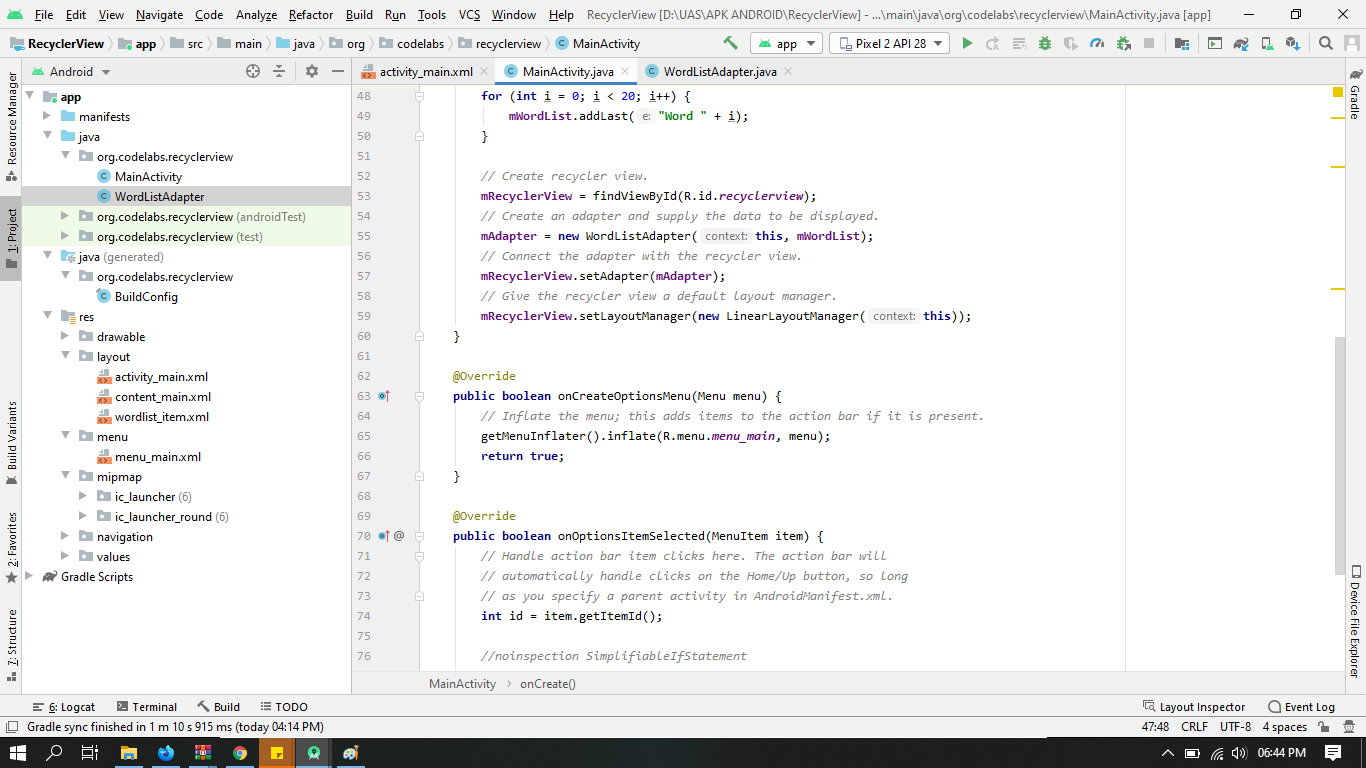 File Edit View Navigate Code Analyze Refactor Build Run Tools VCS Window Help RecyclerView [D:\UAS\APK ANDROID\RecyclerView] - ...\main\java\org\codelabs\recyclerview\MainActivity.java [app]
RecyclerView app src main java org codelabs recyclerview MainActivity app Pixel 2 API 28
Android activity_main.xml MainActivity.java WordListAdapter.java
Resource Manager
1: Project
Build Variants
2: Favorites
7: Structure
app
manifests
java
org.codelabs.recyclerview
MainActivity
WordListAdapter
org.codelabs.recyclerview (androidTest)
org.codelabs.recyclerview (test)
java (generated)
org.codelabs.recyclerview
BuildConfig
res
drawable
layout
activity_main.xml
content_main.xml
wordlist_item.xml
menu
menu_main.xml
mipmap
ic_launcher (6)
ic_launcher_round (6)
navigation
values
Gradle Scripts
48 for (int i = 0; i < 20; i++) {
49 mWordList.addLast( e: "Word " + i);
50 }
51
52 // Create recycler view.
53 mRecyclerView = findViewById(R.id.recyclerview);
54 // Create an adapter and supply the data to be displayed.
55 mAdapter = new WordListAdapter( context: this, mWordList);
56 // Connect the adapter with the recycler view.
57 mRecyclerView.setAdapter(mAdapter);
58 // Give the recycler view a default layout manager.
59 mRecyclerView.setLayoutManager(new LinearLayoutManager( context: this));
60 }
61
62 @Override
63 public boolean onCreateOptionsMenu(Menu menu) {
64 // Inflate the menu; this adds items to the action bar if it is present.
65 getMenuInflater().inflate(R.menu.menu_main, menu);
66 return true;
67 }
68
69 @Override
70 @ public boolean onOptionsItemSelected(MenuItem item) {
71 // Handle action bar item clicks here. The action bar will
72 // automatically handle clicks on the Home/Up button, so long
73 // as you specify a parent activity in AndroidManifest.xml.
74 int id = item.getItemId();
75
76 //noinspection SimplifiableIfStatement
MainActivity > onCreate()
Gradle
Device File Explorer
6: Logcat Terminal Build TODO Layout Inspector Event Log
Gradle sync finished in 1 m 10 s 915 ms (today 04:14 PM) 47:48 CRLF UTF-8 4 spaces
06:44 PM